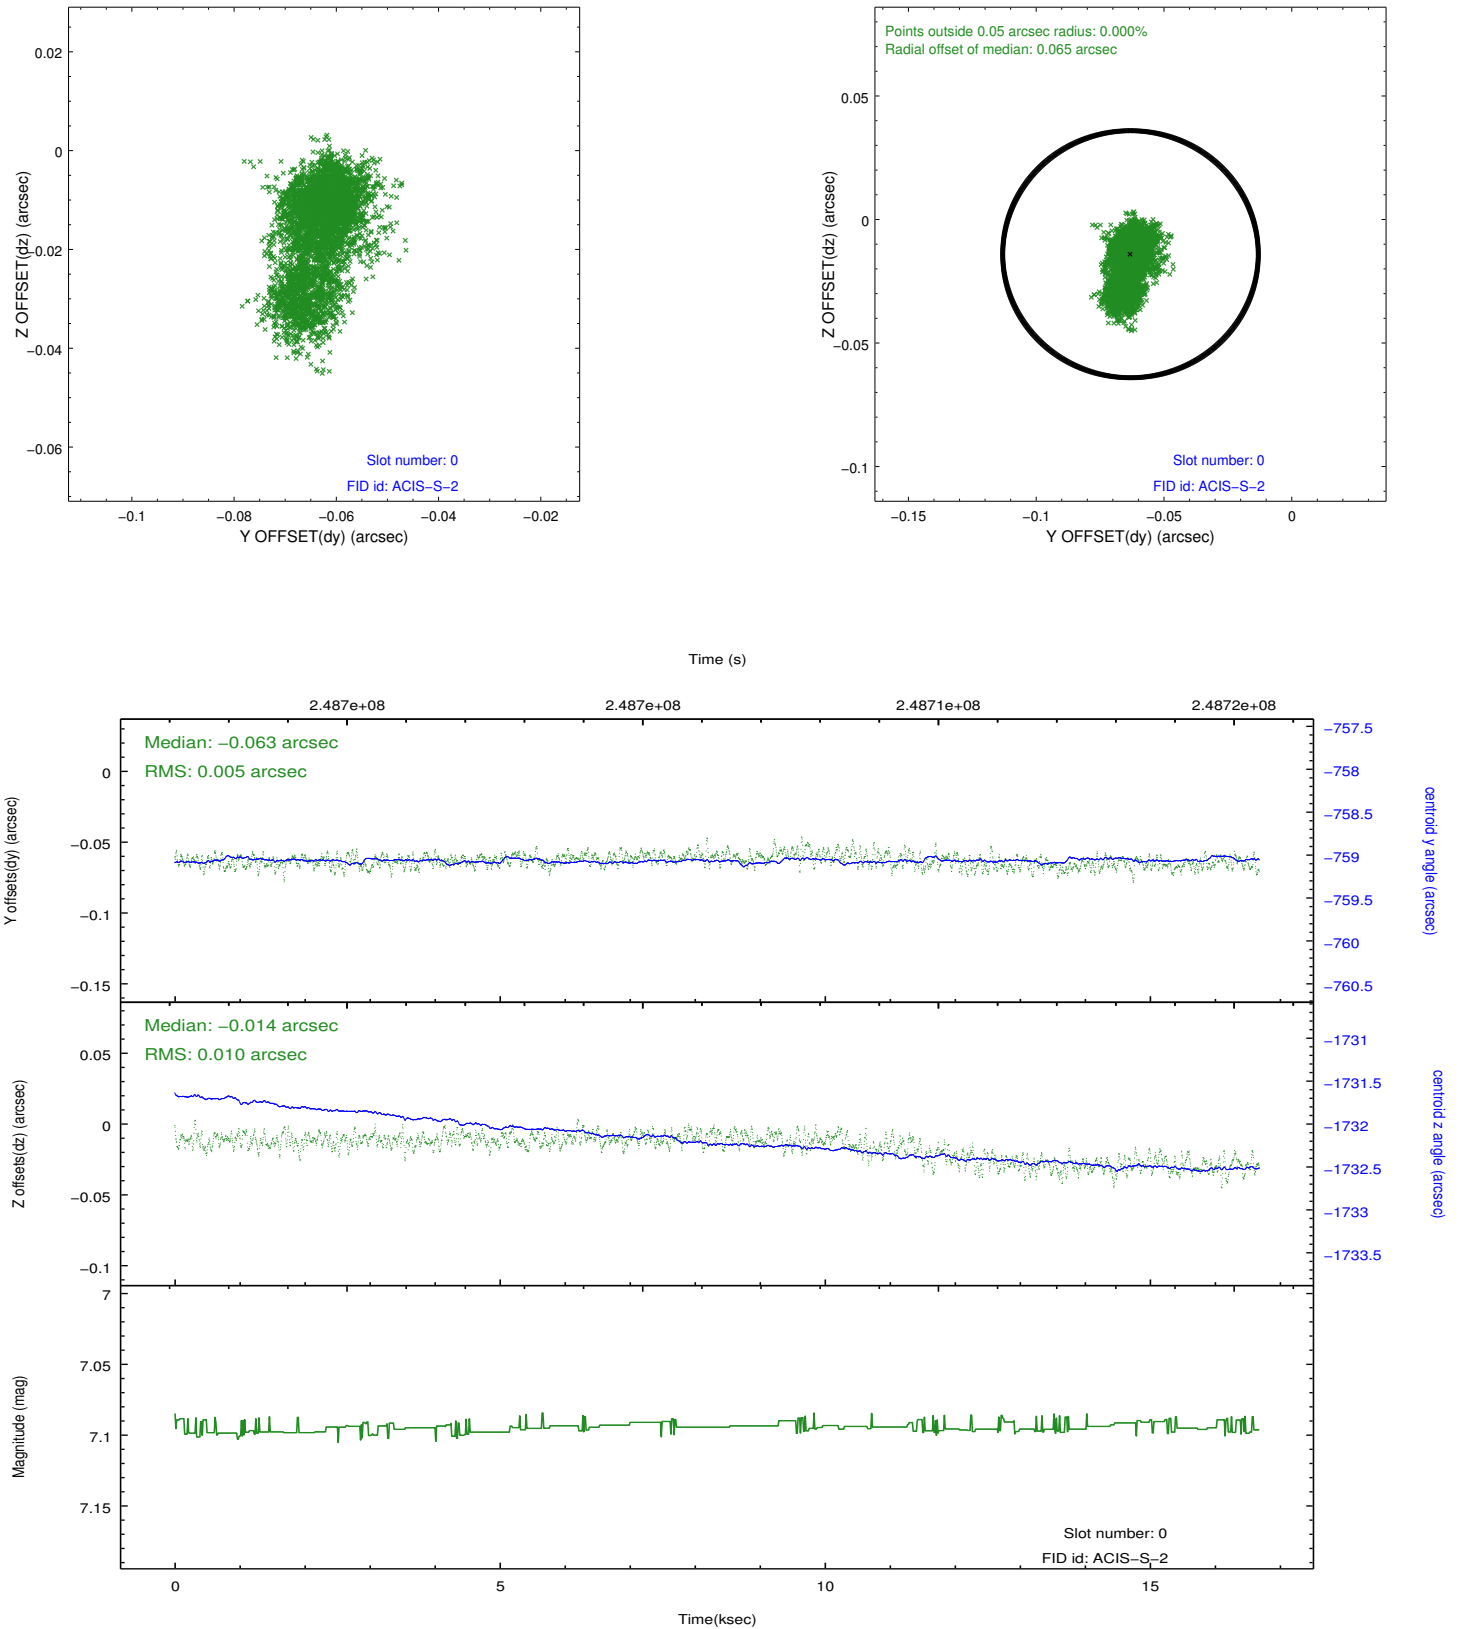 0.02
0
−0.02
−0.04
−0.06
Z OFFSET(dz) (arcsec)
Slot number: 0
FID id: ACIS−S−2
−0.1
−0.08
−0.06
−0.04
−0.02
Y OFFSET(dy) (arcsec)
Points outside 0.05 arcsec radius: 0.000%
Radial offset of median: 0.065 arcsec
0.05
0
−0.05
−0.1
Z OFFSET(dz) (arcsec)
Slot number: 0
FID id: ACIS−S−2
−0.15
−0.1
−0.05
0
Y OFFSET(dy) (arcsec)
Time (s)
2.487e+08
2.487e+08
2.4871e+08
2.4872e+08
Median: −0.063 arcsec
RMS: 0.005 arcsec
0
−0.05
−0.1
−0.15
Y offsets(dy) (arcsec)
−757.5
−758
−758.5
−759
−759.5
−760
−760.5
centroid y angle (arcsec)
Median: −0.014 arcsec
RMS: 0.010 arcsec
0.05
0
−0.05
−0.1
Z offsets(dz) (arcsec)
−1731
−1731.5
−1732
−1732.5
−1733
−1733.5
centroid z angle (arcsec)
7
7.05
7.1
7.15
Magnitude (mag)
Slot number: 0
FID id: ACIS−S−2
0
5
10
15
Time(ksec)